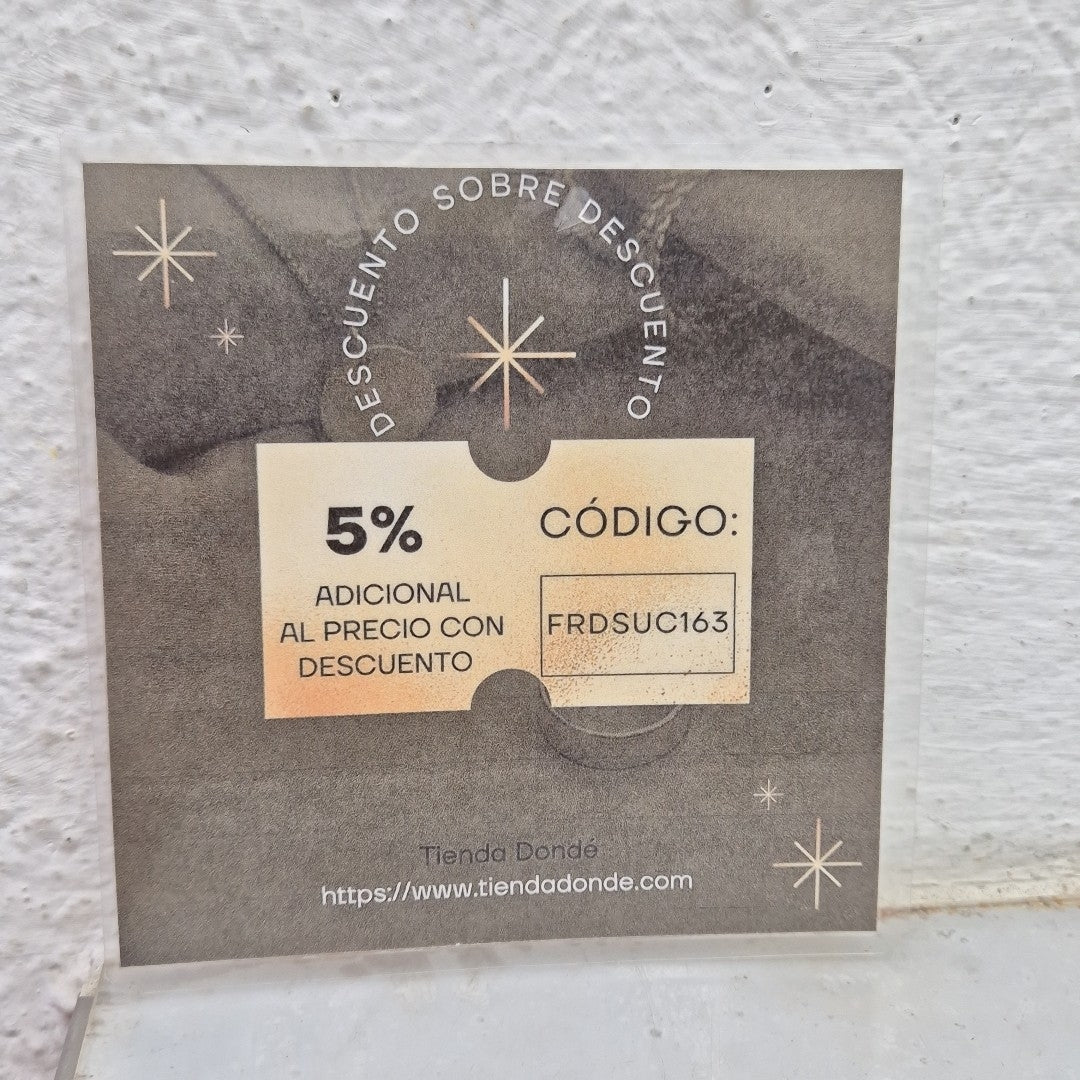 DESCUENTO SOBRE DESCUENTO
5%
ADICIONAL
AL PRECIO CON
DESCUENTO
CÓDIGO:
FRDSUC163
Tienda Dondé
https://www.tiendadonde.com